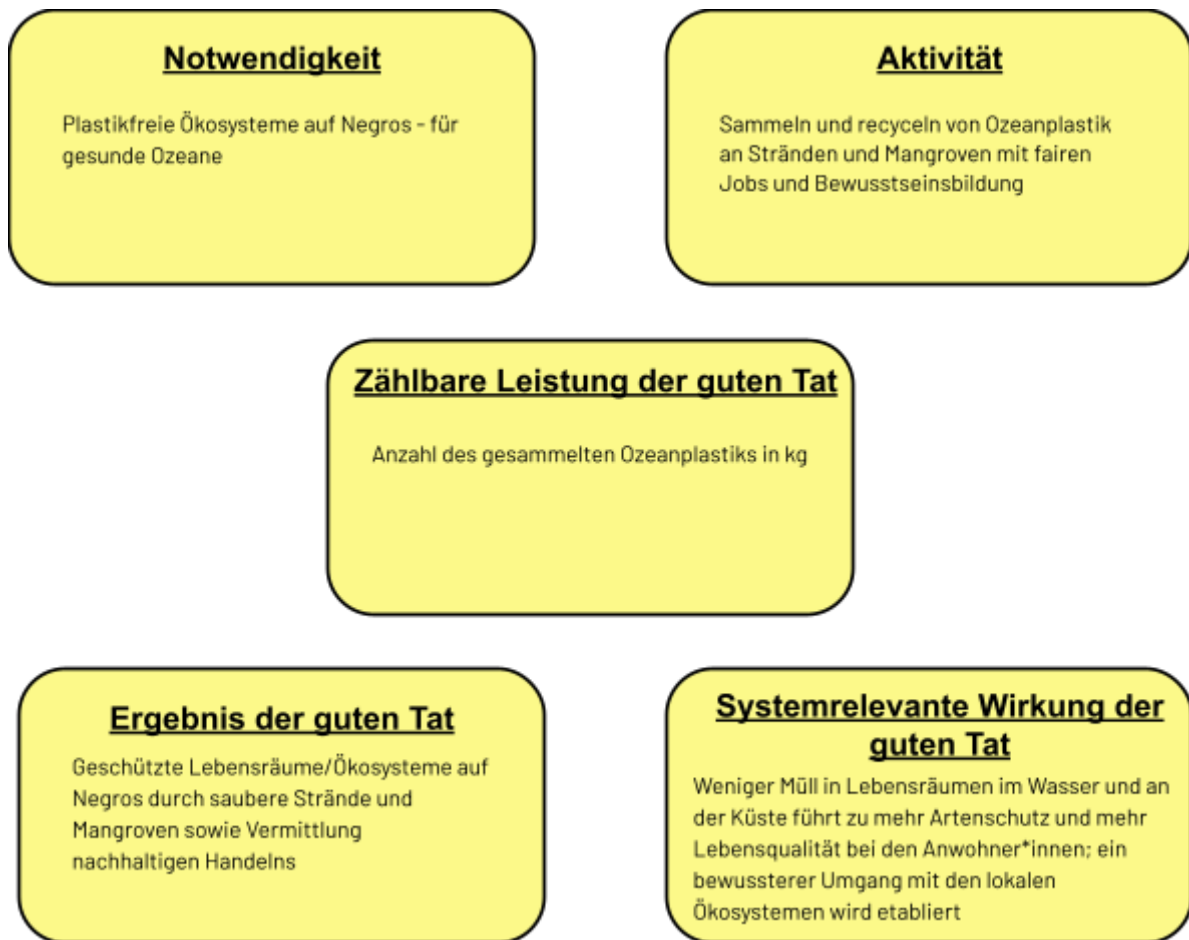 Notwendigkeit
Plastikfreie Ökosysteme auf Negros - für
gesunde Ozeane
Aktivität
Sammeln und recyceln von Ozeanplastik
an Stränden und Mangroven mit fairen
Jobs und Bewusstseinsbildung
Zählbare Leistung der guten Tat
Anzahl des gesammelten Ozeanplastiks in kg
Ergebnis der guten Tat
Geschützte Lebensräume/Ökosysteme auf
Negros durch saubere Strände und
Mangroven sowie Vermittlung
nachhaltigen Handelns
Systemrelevante Wirkung der
guten Tat
Weniger Müll in Lebensräumen im Wasser und an
der Küste führt zu mehr Artenschutz und mehr
Lebensqualität bei den Anwohner*innen; ein
bewussterer Umgang mit den lokalen
Ökosystemen wird etabliert